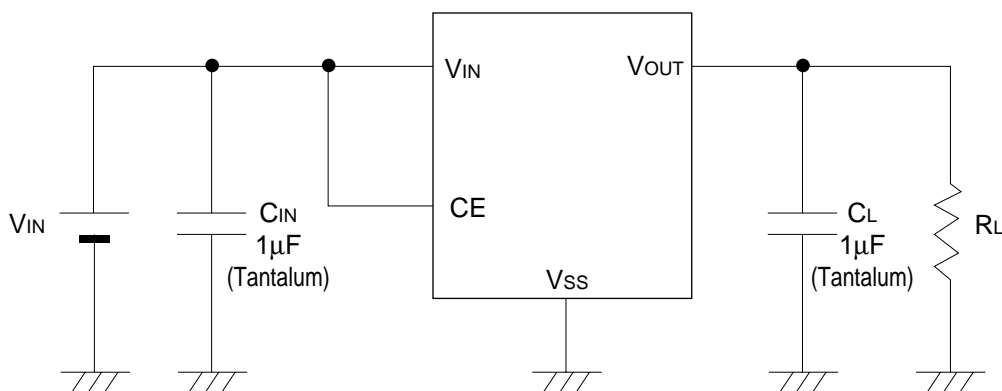 VIN
VOUT
CE
VSS
VIN
CIN
1μF
(Tantalum)
CL
1μF
(Tantalum)
RL